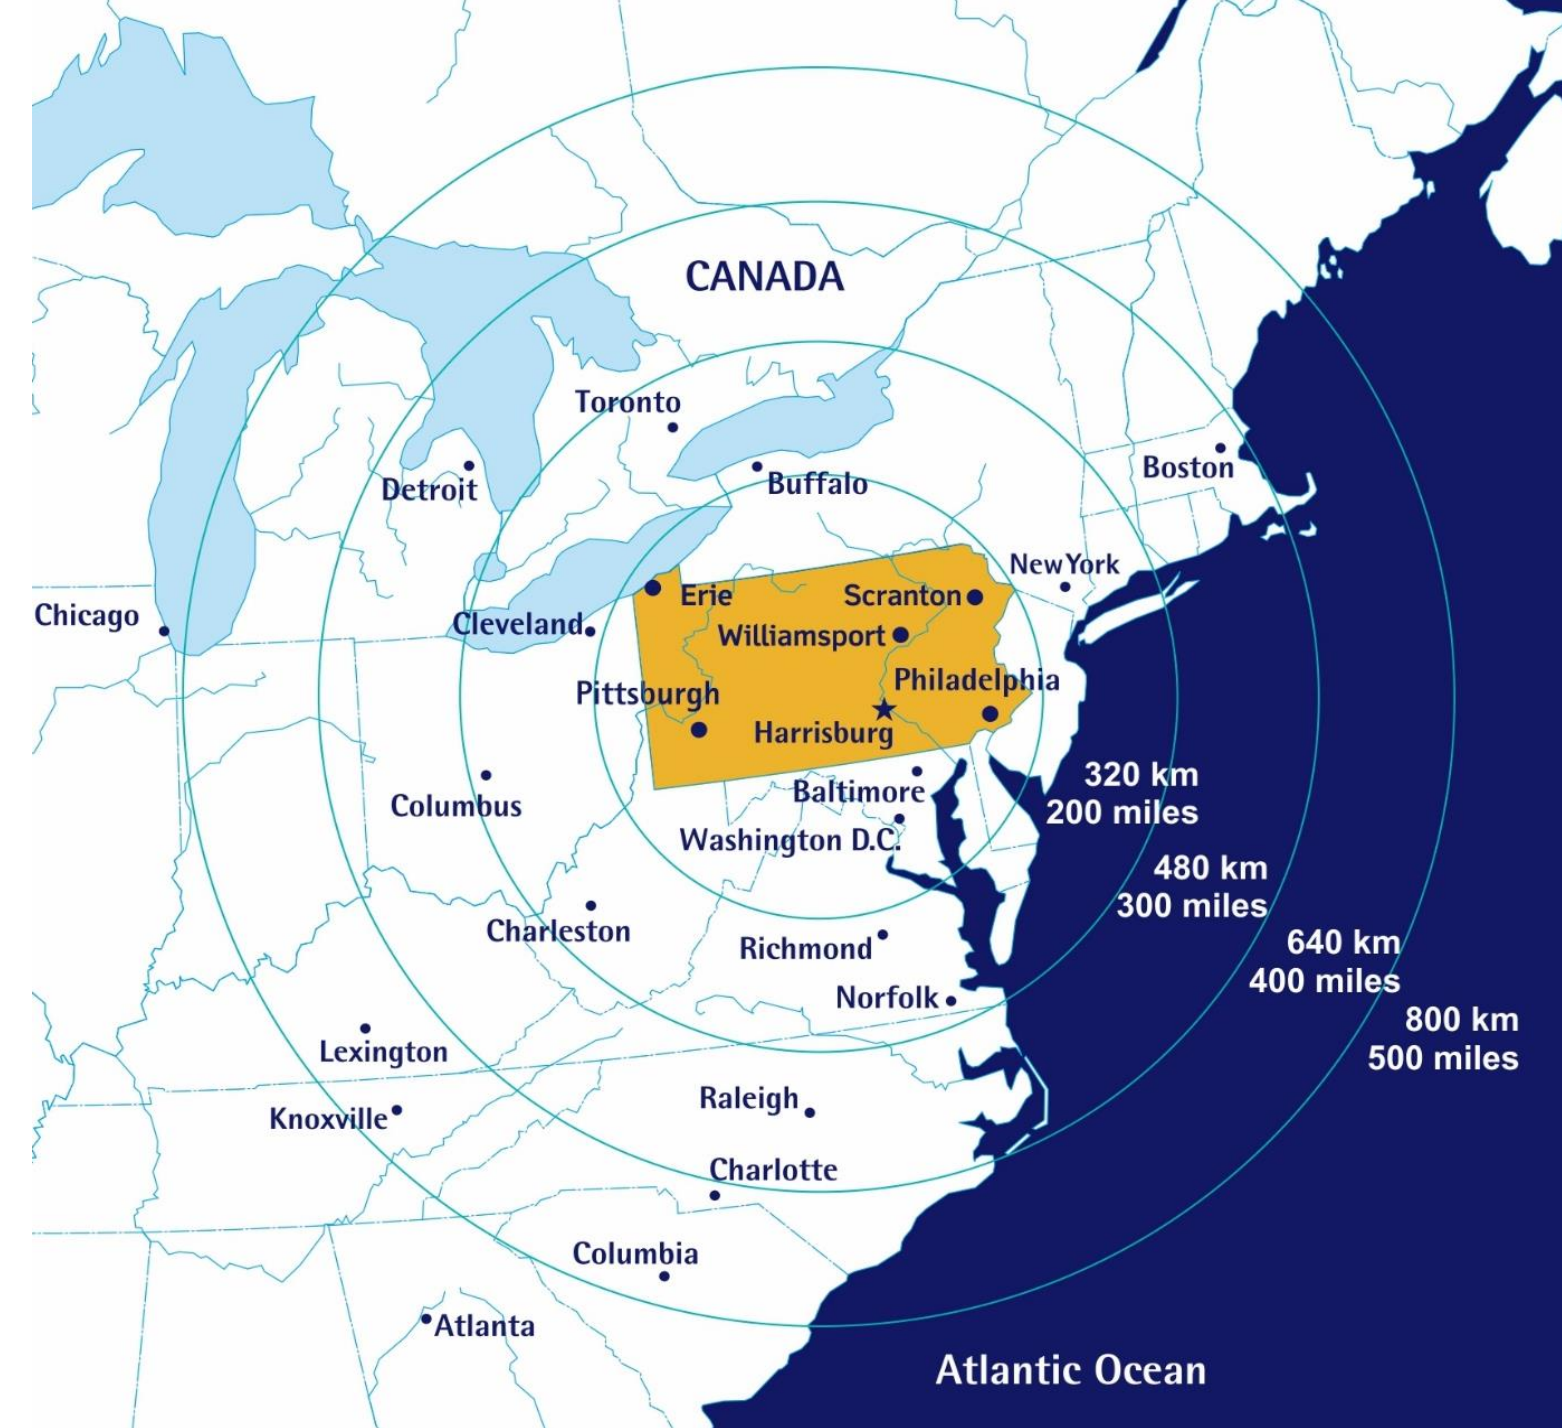 CANADA
Toronto
Buffalo
Boston
Detroit
New York
Chicago
Erie
Scranton
Cleveland
Williamsport
Philadelphia
Pittsburgh
Harrisburg
320 km
200 miles
Baltimore
Columbus
Washington D.C.
480 km
300 miles
Charleston
Richmond
640 km
400 miles
Norfolk
800 km
500 miles
Lexington
Raleigh
Knoxville
Charlotte
Columbia
Atlanta
Atlantic Ocean